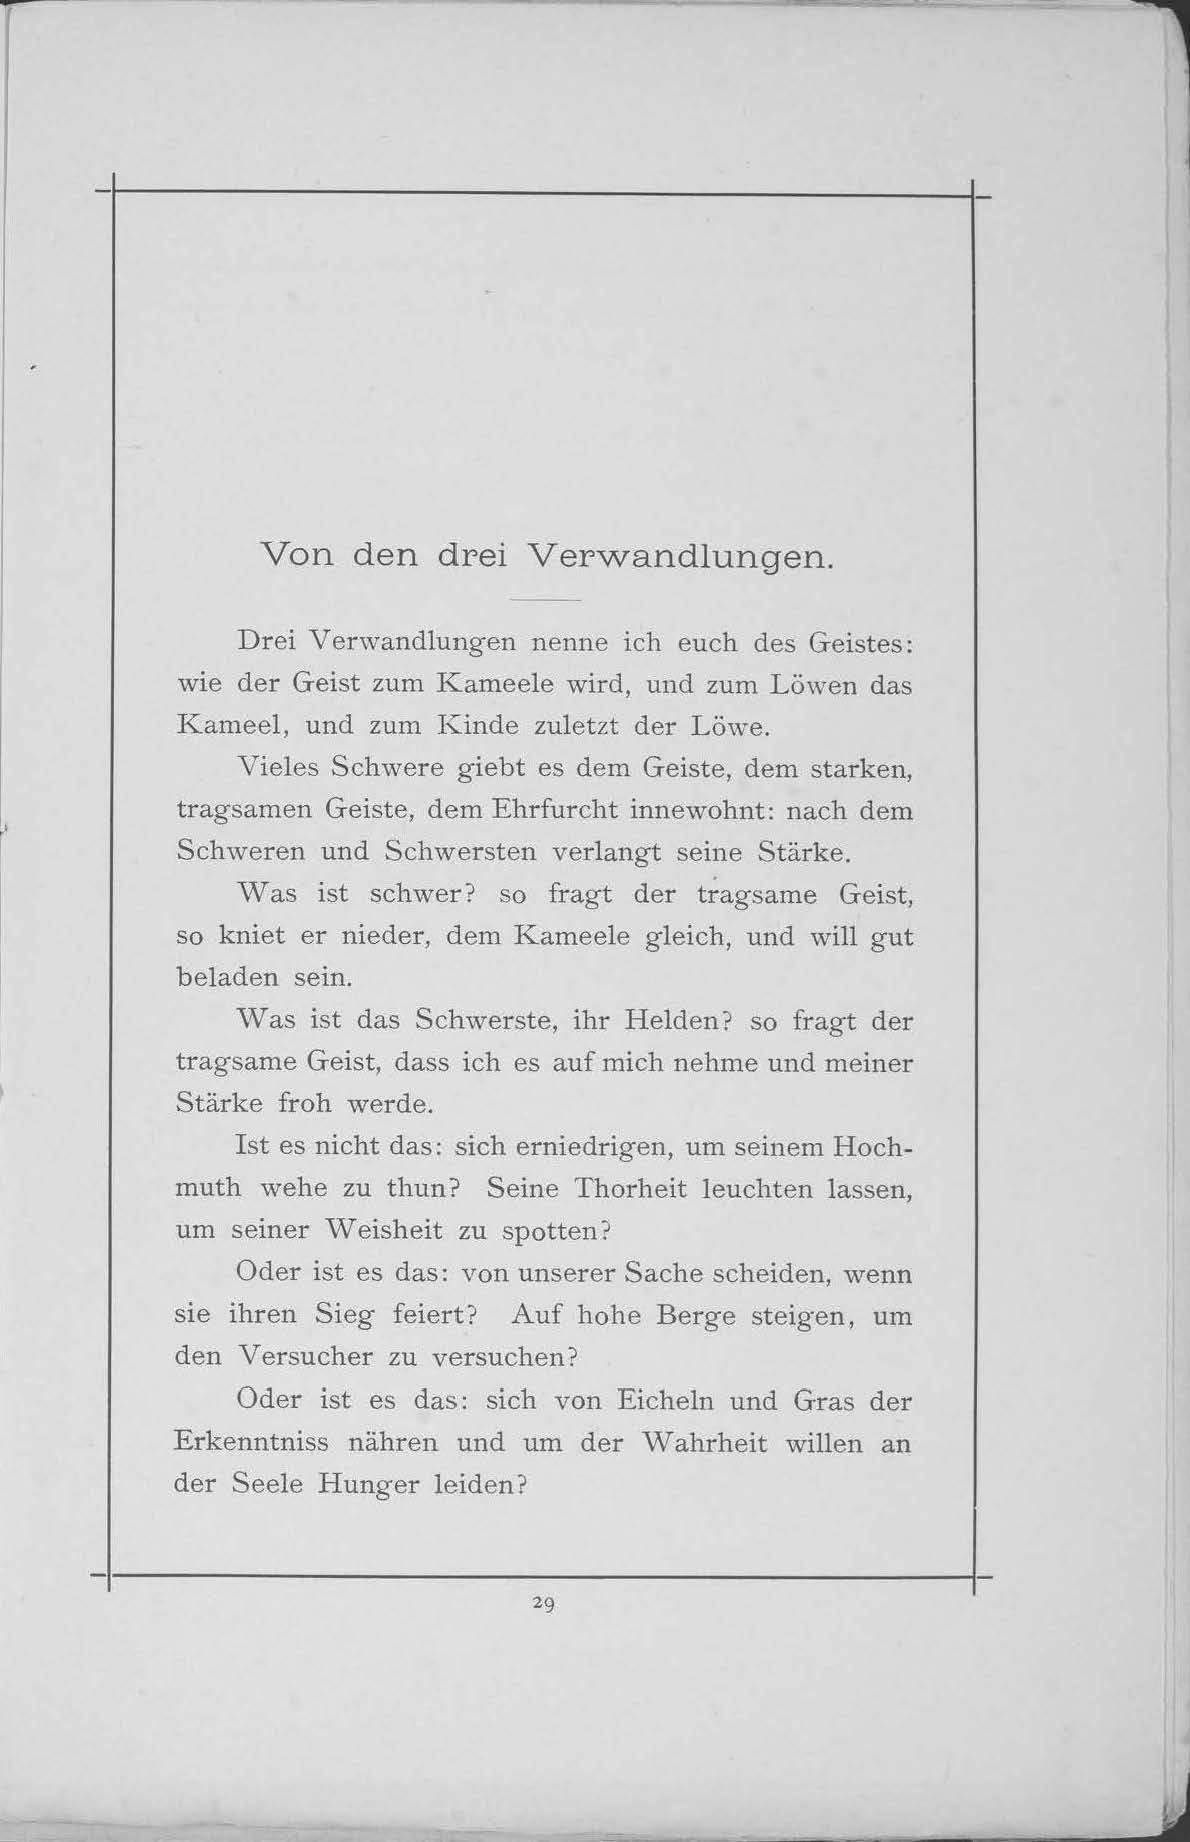 Von den drei Verwandlungen.
Drei Verwandlungen nenne ich euch des Geistes:
wie der Geist zum Kameele wird, und zum Löwen das
Kameel, und zum Kinde zuletzt der Löwe.
Vieles Schwere giebt es dem Geiste, dem starken,
tragsamen Geiste, dem Ehrfurcht innewohnt: nach dem
Schweren und Schwersten verlangt seine Stärke.
Was ist schwer? so fragt der tragsame Geist,
so kniet er nieder, dem Kameele gleich, und will gut
beladen sein.
Was ist das Schwerste, ihr Helden? so fragt der
tragsame Geist, dass ich es auf mich nehme und meiner
Stärke froh werde.
Ist es nicht das: sich erniedrigen, um seinem Hoch-
muth wehe zu thun? Seine Thorheit leuchten lassen,
um seiner Weisheit zu spotten?
Oder ist es das: von unserer Sache scheiden, wenn
sie ihren Sieg feiert? Auf hohe Berge steigen, um
den Versucher zu versuchen?
Oder ist es das: sich von Eicheln und Gras der
Erkenntniss nähren und um der Wahrheit willen an
der Seele Hunger leiden?
29